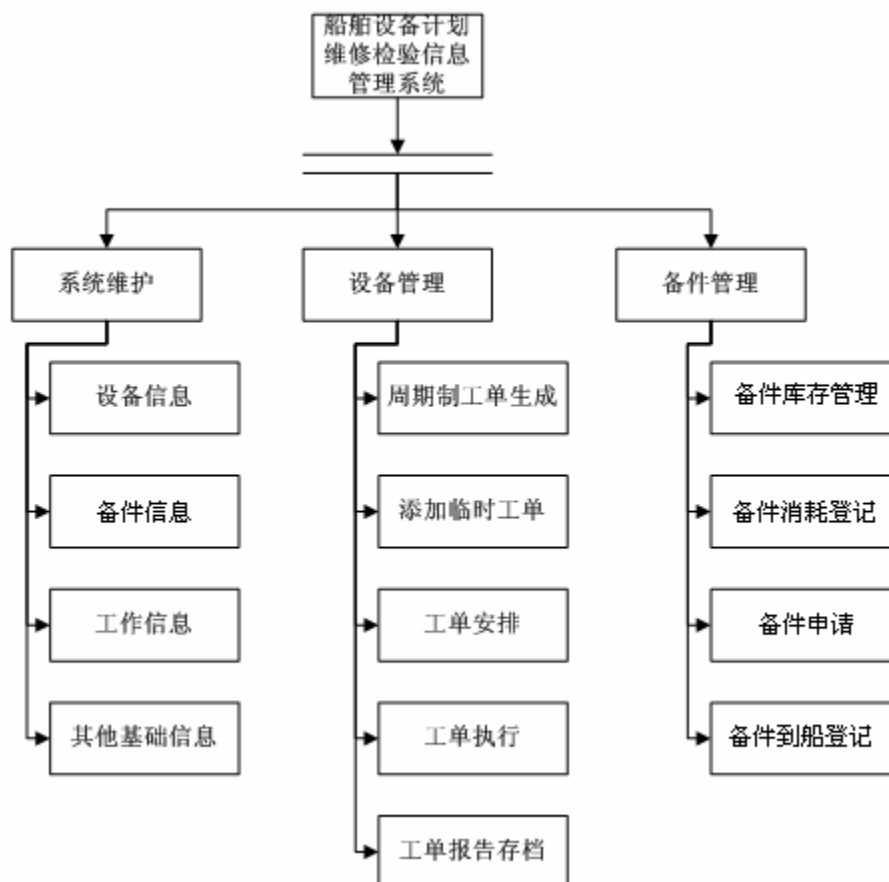 船舶设备计划
维修检验信息
管理系统
系统维护
设备管理
备件管理
设备信息
周期制工单生成
备件库存管理
备件信息
添加临时工单
备件消耗登记
工作信息
工单安排
备件申请
其他基础信息
工单执行
备件到船登记
工单报告存档